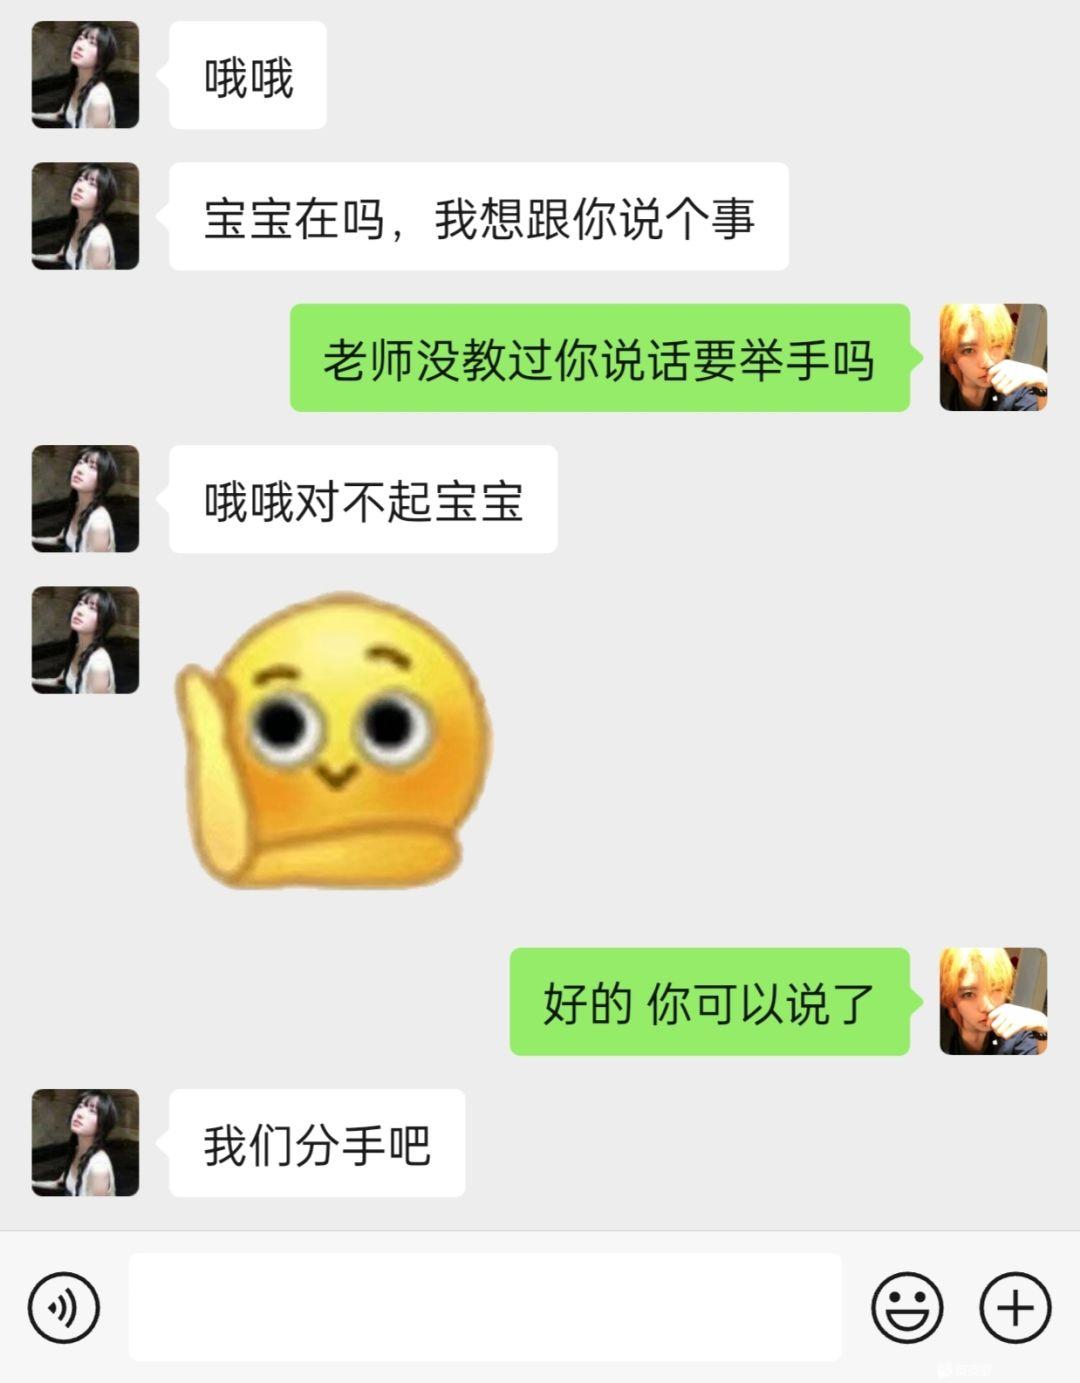 哦哦
宝宝在吗，我想跟你说个事
老师没教过你说话要举手吗
哦哦对不起宝宝
好的 你可以说了
我们分手吧